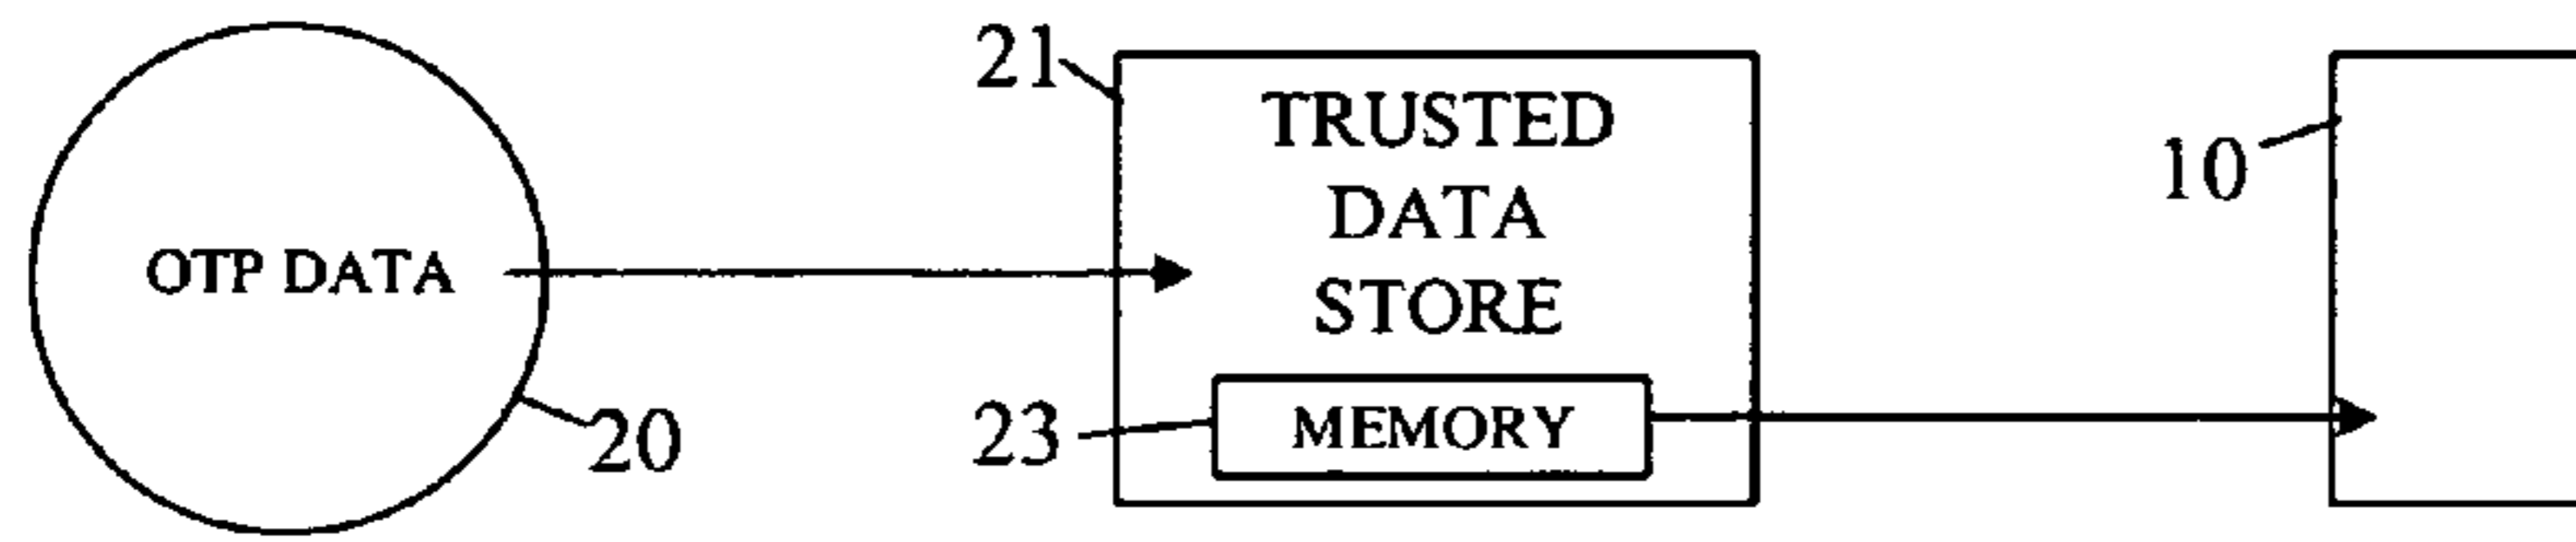 21
TRUSTED
DATA
STORE
10
OTP DATA
20
23
MEMORY